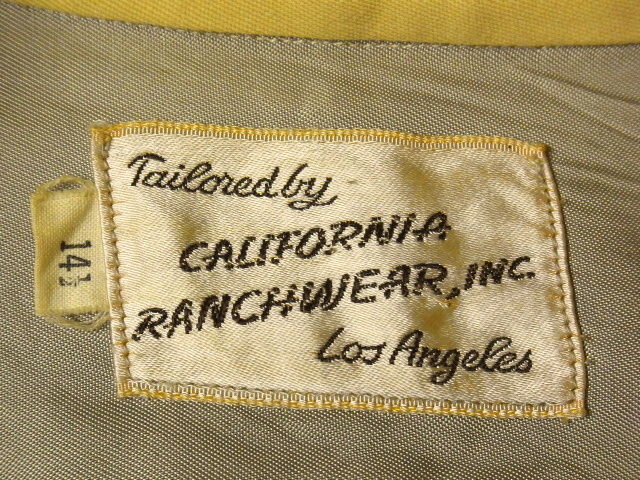 Tailored by
CALIFORNIA
RANCHWEAR, INC.
Los Angeles
14½